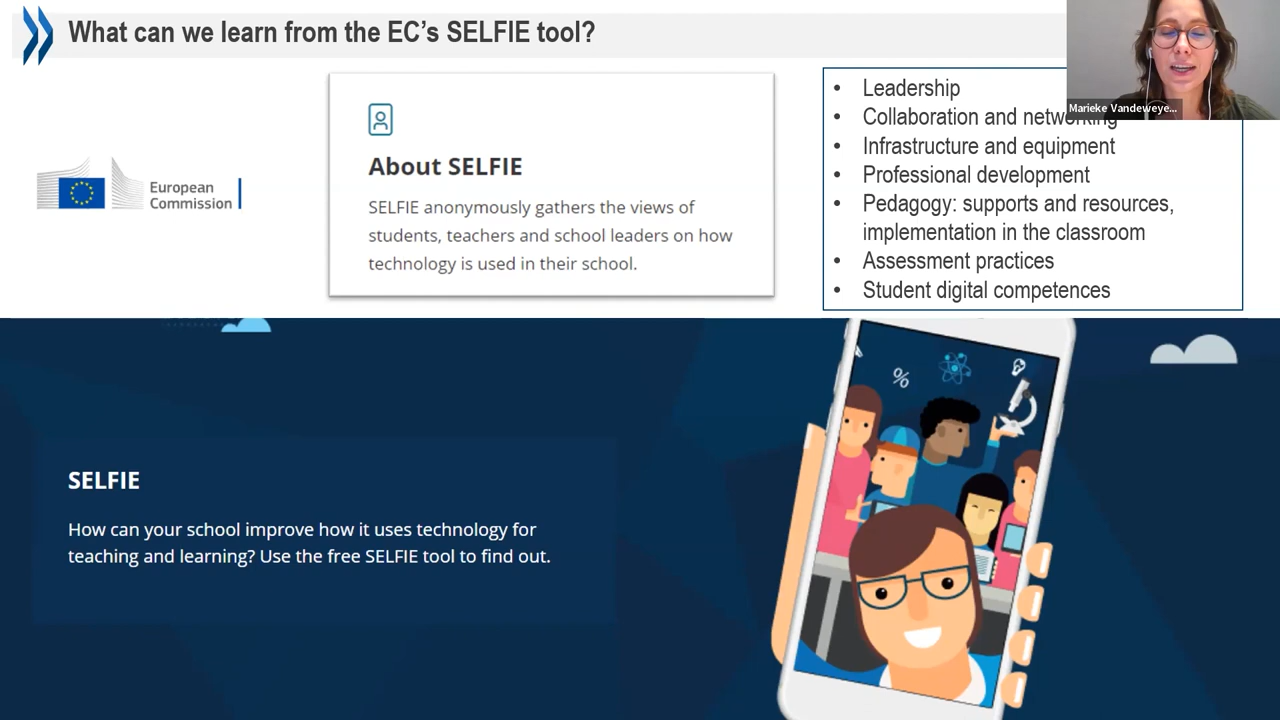 What can we learn from the EC's SELFIE tool?
European
Commission
About SELFIE
SELFIE anonymously gathers the views of
students, teachers and school leaders on how
technology is used in their school.
• Leadership
• Collaboration and networking
• Infrastructure and equipment
• Professional development
• Pedagogy: supports and resources,
implementation in the classroom
• Assessment practices
• Student digital competences
Marieke Vandeweye...
%
SELFIE
How can your school improve how it uses technology for
teaching and learning? Use the free SELFIE tool to find out.